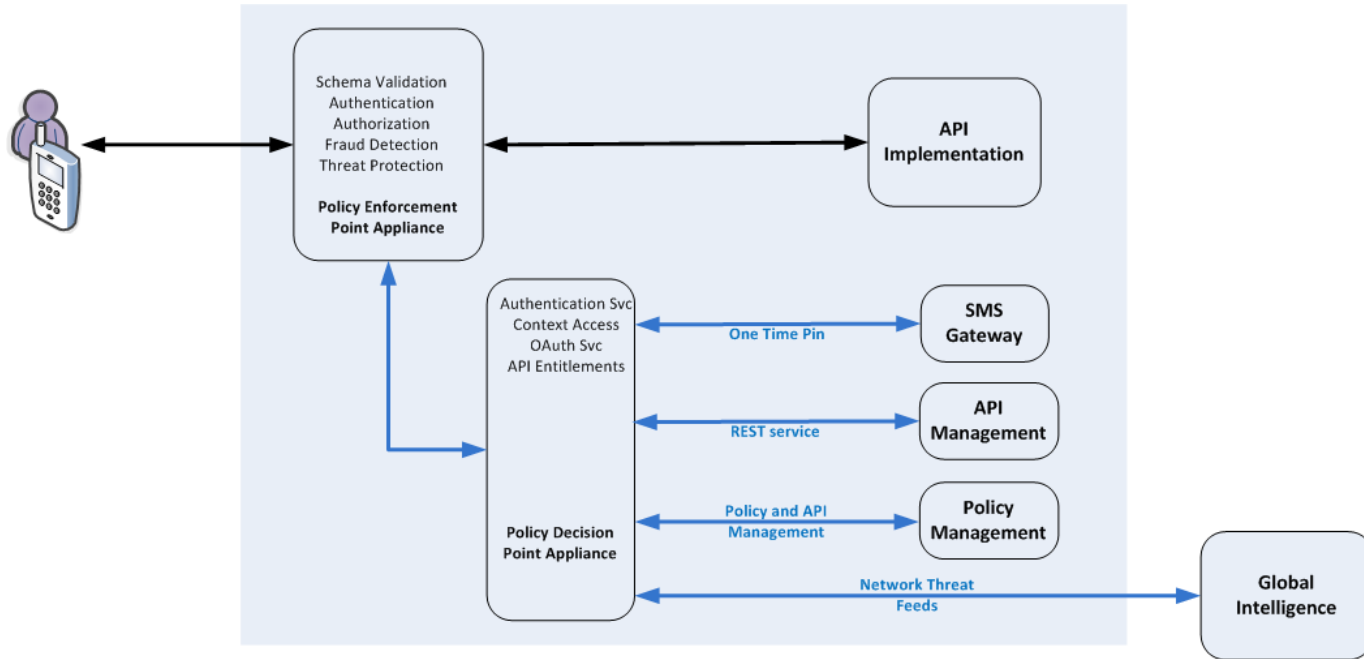 Schema Validation
Authentication
Authorization
Fraud Detection
Threat Protection
Policy Enforcement
Point Appliance
API
Implementation
Authentication Svc
Context Access
OAuth Svc
API Entitlements
Policy Decision
Point Appliance
One Time Pin
SMS
Gateway
REST service
API
Management
Policy and API
Management
Policy
Management
Network Threat
Feeds
Global
Intelligence